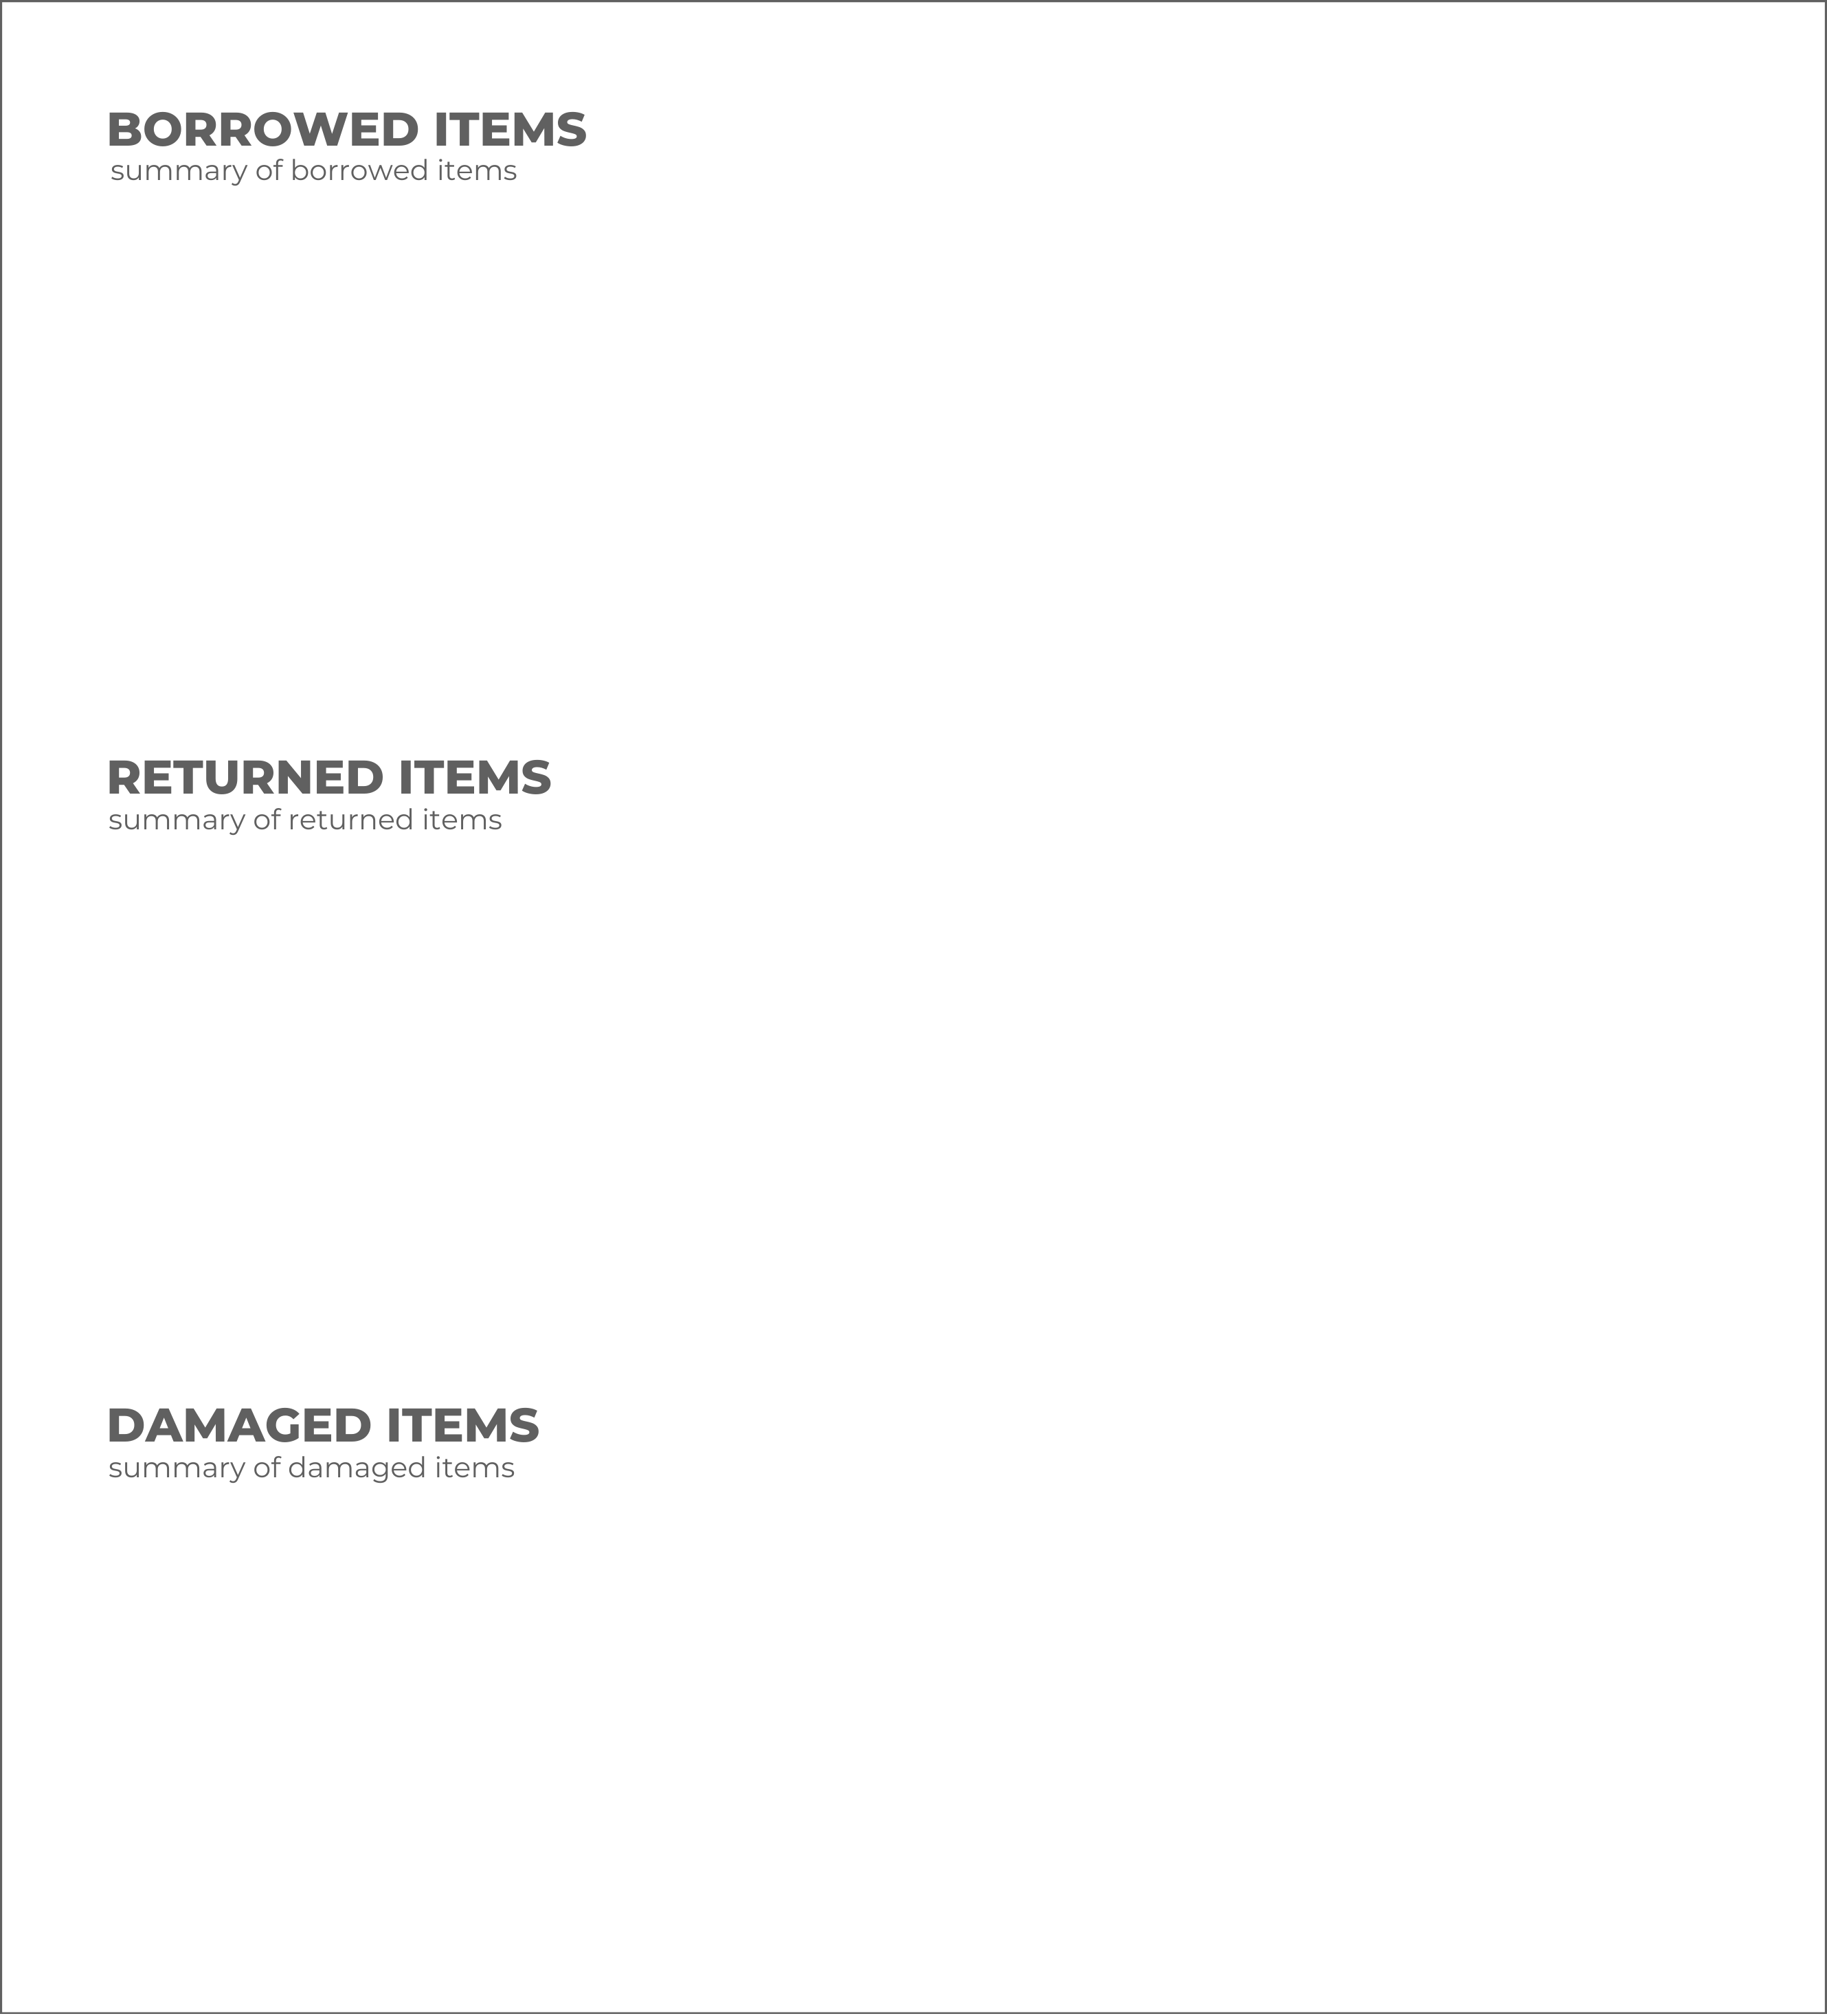 BORROWED ITEMS
summary of borrowed items
RETURNED ITEMS
summary of returned items
DAMAGED ITEMS
summary of damaged items